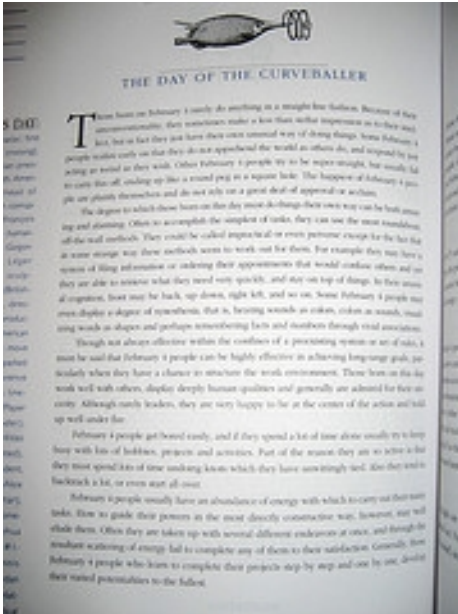 THE DAY OF THE CURVEBALLER
Those born on February 4 rarely do anything in a straight-line fashion. Because of their
unconventionality, they sometimes make a less than stellar impression on
but in fact they just have their own unusual way of doing things. Some February 4
people realize early on that they do not apprehend the world as others do, and respond by just
acting as weird as they wish. Other February 4 people try to be super-straight, but usually fail
to carry this off, ending up like a round peg in a square hole. The happiest of February 4 peo-
ple are plainly themselves and do not rely on a great deal of approval or acclaim.
The degree to which those born on this day must do things their own way can be both amus-
ing and alarming. Often to accomplish the simplest of tasks, they can use the most roundabout,
off-the-wall methods. They could be called impractical or even perverse except for the fact that
in some strange way these methods seem to work out for them. For example they may have a
system of filing information or ordering their appointments that would confuse others and yet
they are able to retrieve what they need very quickly, and stay on top of things. In their unusu-
al cognition, front may be back, up down, right left, and so on. Some February 4 people may
even display a degree of synesthesia, that is, hearing sounds as colors, colors as sounds, visual-
izing words as shapes and perhaps remembering facts and numbers through vivid associations.
Though not always effective within the confines of a preexisting system or set of rules, it
must be said that February 4 people can be highly effective in achieving long-range goals, par-
ticularly when they have a chance to structure the work environment. Those born on this day
work well with others, display deeply human qualities and generally are admired for their sin-
cerity. Although rarely leaders, they are very happy to be at the center of the action and hold
up well under fire.
February 4 people get bored easily, and if they spend a lot of time alone usually try to keep
busy with lots of hobbies, projects and activities. Part of the reason they are so active is that
they must spend lots of time undoing knots which they have unwittingly tied. Also they tend to
backtrack a lot, or even start all over.
February 4 people usually have an abundance of energy with which to carry out their many
tasks. How to guide their powers in the most directly constructive way, however, may well
elude them. Often they are taken up with several different endeavors at once, and through the
resultant scattering of energy fail to complete any of them to their satisfaction. Generally, those
February 4 people who learn to complete their projects step by step and one by one, develop
their varied potentialities to the fullest.